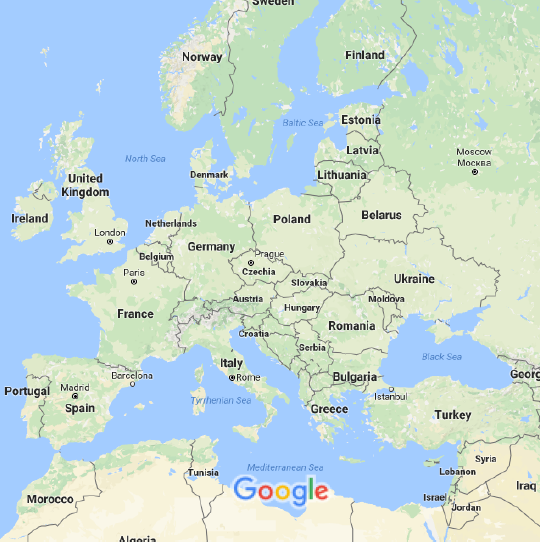 Sweden
Norway
Finland
Baltic Sea
Estonia
Latvia
North Sea
Moscow
Москва
Denmark
Lithuania
United
Kingdom
Ireland
London
Netherlands
Poland
Belarus
Germany
Belgium
Prague
Czechia
Paris
Slovakia
Ukraine
Austria
Moldova
France
Hungary
Romania
Croatia
Serbia
Black Sea
Italy
Rome
Barcelona
Bulgaria
Georg
Portugal
Madrid
Spain
Tyrrhenian Sea
Istanbul
Greece
Turkey
Tunisia
Mediterranean Sea
Syria
Lebanon
Iraq
Morocco
Google
Israel
Jordan
Algeria